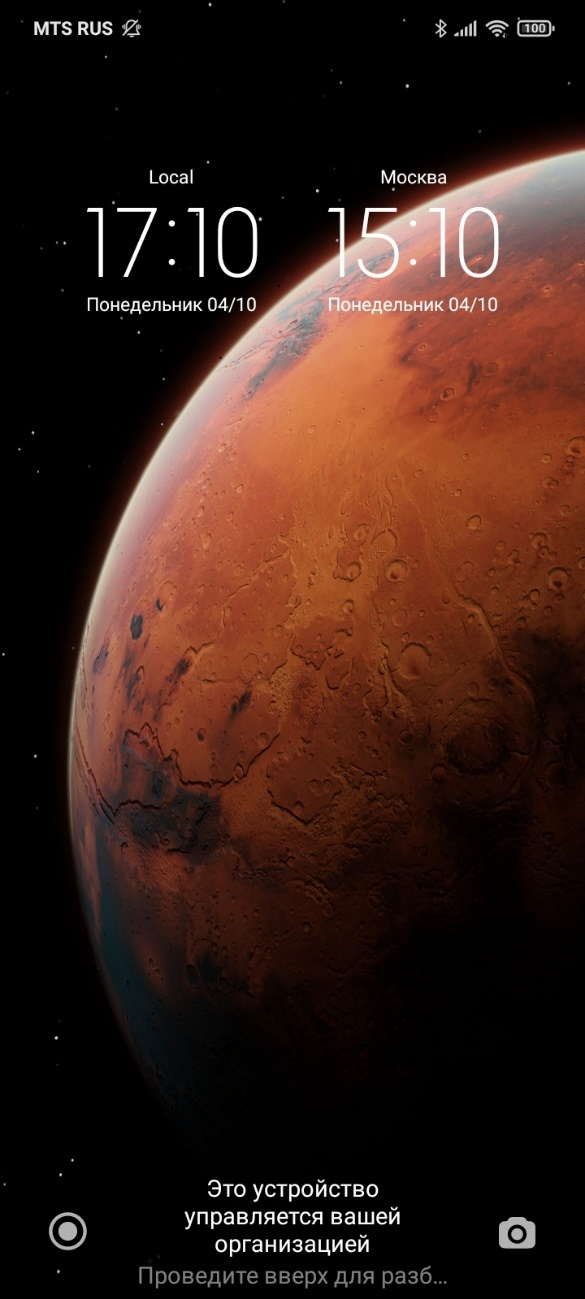 MTS RUS 100
Local Москва
17:10 15:10
Понедельник 04/10 Понедельник 04/10
Это устройство
управляется вашей
организацией
Проведите вверх для разб...